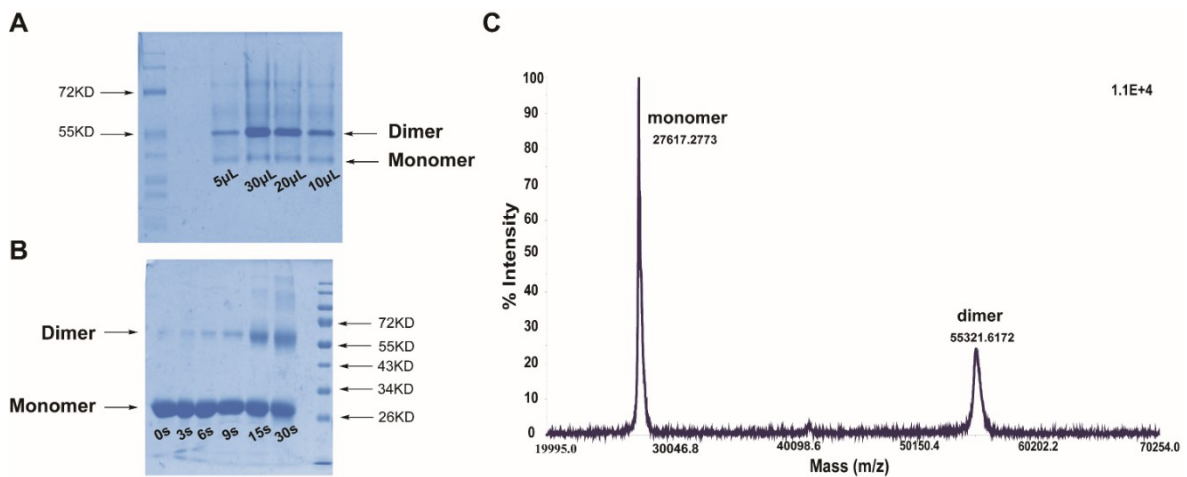 A
72KD
55KD
Dimer
Monomer
5µL
30µL
20µL
10µL
B
Dimer
Monomer
72KD
55KD
43KD
34KD
26KD
0s
3s
6s
9s
15s
30s
C
100
90
80
70
60
50
40
30
20
10
0
% Intensity
1.1E+4
monomer
27617.2773
dimer
55321.6172
19995.0
30046.8
40098.6
50150.4
60202.2
70254.0
Mass (m/z)